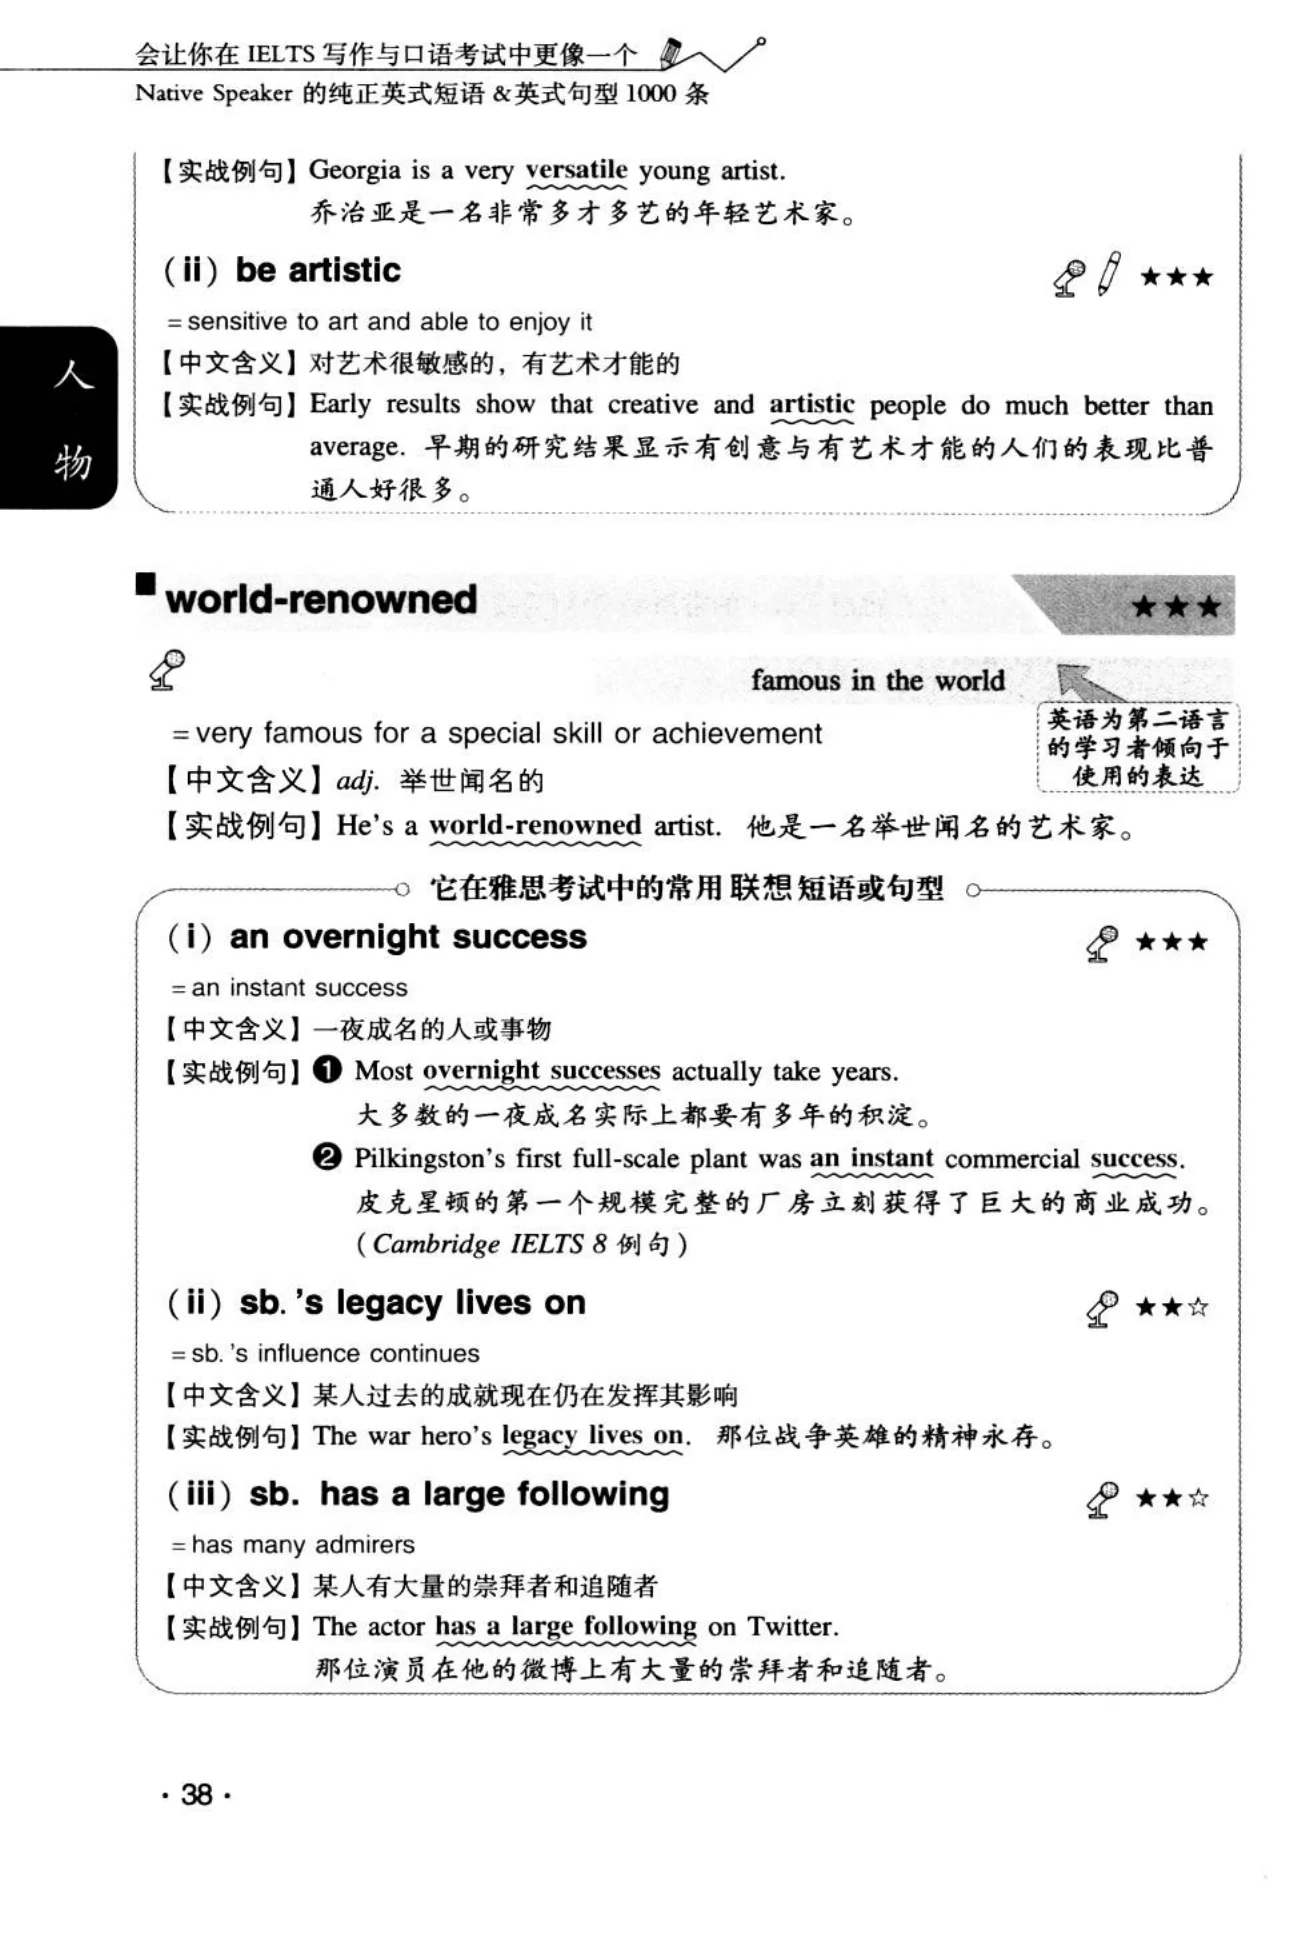 会让你在 IELTS 写作与口语考试中更像一个
Native Speaker 的纯正英式短语 &英式句型 1000 条
【实战例句】Georgia is a very versatile young artist.
乔治亚是一名非常多才多艺的年轻艺术家。
(ii) be artistic ★★★
=sensitive to art and able to enjoy it
人
物
【中文含义】对艺术很敏感的，有艺术才能的
【实战例句】Early results show that creative and artistic people do much better than
average. 早期的研究结果显示有创意与有艺术才能的人们的表现比普
通人好很多。
■ world-renowned ★★★
famous in the world
英语为第二语言
的学习者倾向于
使用的表达
=very famous for a special skill or achievement
【中文含义】adj. 举世闻名的
【实战例句】He's a world-renowned artist. 他是一名举世闻名的艺术家。
它在雅思考试中的常用联想短语或句型
(i) an overnight success ★★★
=an instant success
【中文含义】一夜成名的人或事物
【实战例句】❶ Most overnight successes actually take years.
大多数的一夜成名实际上都要有多年的积淀。
❷ Pilkingston's first full-scale plant was an instant commercial success.
皮克星顿的第一个规模完整的厂房立刻获得了巨大的商业成功。
(Cambridge IELTS 8 例句)
(ii) sb. 's legacy lives on ★★☆
=sb. 's influence continues
【中文含义】某人过去的成就现在仍在发挥其影响
【实战例句】The war hero's legacy lives on. 那位战争英雄的精神永存。
(iii) sb. has a large following ★★☆
=has many admirers
【中文含义】某人有大量的崇拜者和追随者
【实战例句】The actor has a large following on Twitter.
那位演员在他的微博上有大量的崇拜者和追随者。
· 38 ·